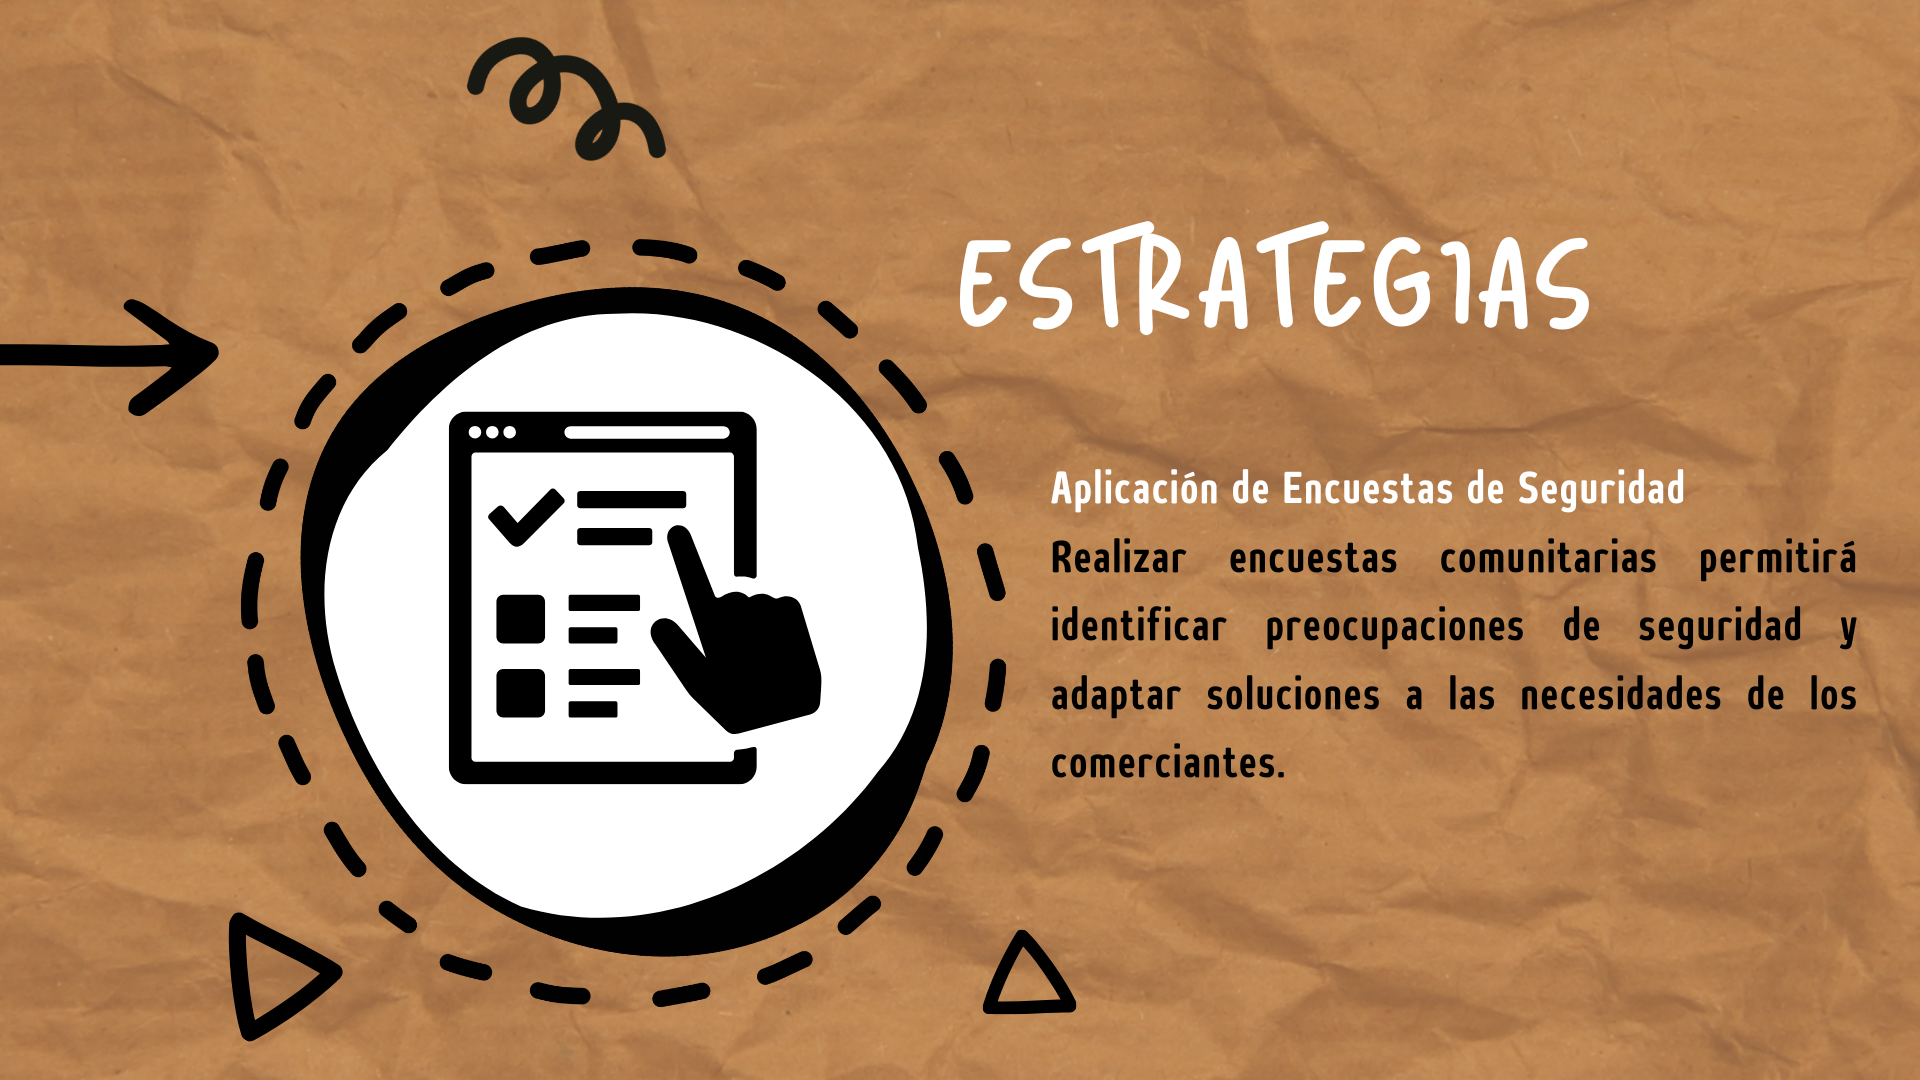 ESTRATEGIAS
Aplicación de Encuestas de Seguridad
Realizar encuestas comunitarias permitirá
identificar preocupaciones de seguridad y
adaptar soluciones a las necesidades de los
comerciantes.